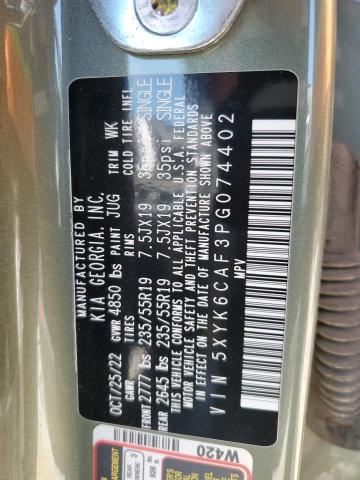 MANUFACTURED BY
KIA GEORGIA, INC.
OCT/25/22 PAINT JUG TRIM WK
GVWR 4850 lbs
TIRES RIMS COLD TIRE INFL
FRONT 2777 lbs 235/55R19 7.5JX19 35psi SINGLE
REAR 2645 lbs 235/55R19 7.5JX19 35psi SINGLE
THIS VEHICLE CONFORMS TO ALL APPLICABLE U.S.A. FEDERAL
MOTOR VEHICLE SAFETY AND THEFT PREVENTION
STANDARDS IN EFFECT ON THE DATE OF MANUFACTURE SHOWN ABOVE
VIN 5XYK6CAF3PG074402
MPV
W420
REAR 3